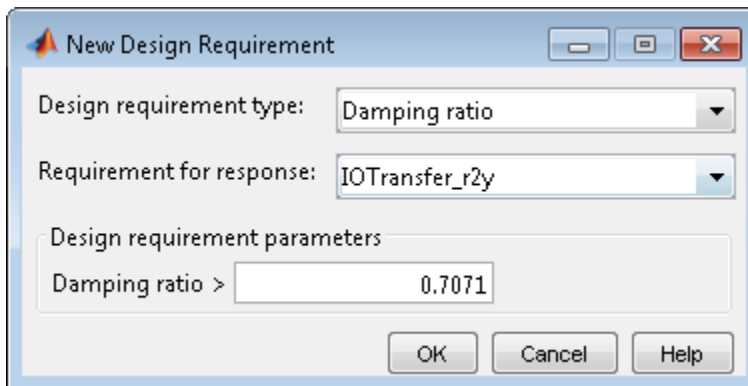 New Design Requirement
Design requirement type: Damping ratio
Requirement for response: IOTransfer_r2y
Design requirement parameters
Damping ratio > 0.7071
OK Cancel Help